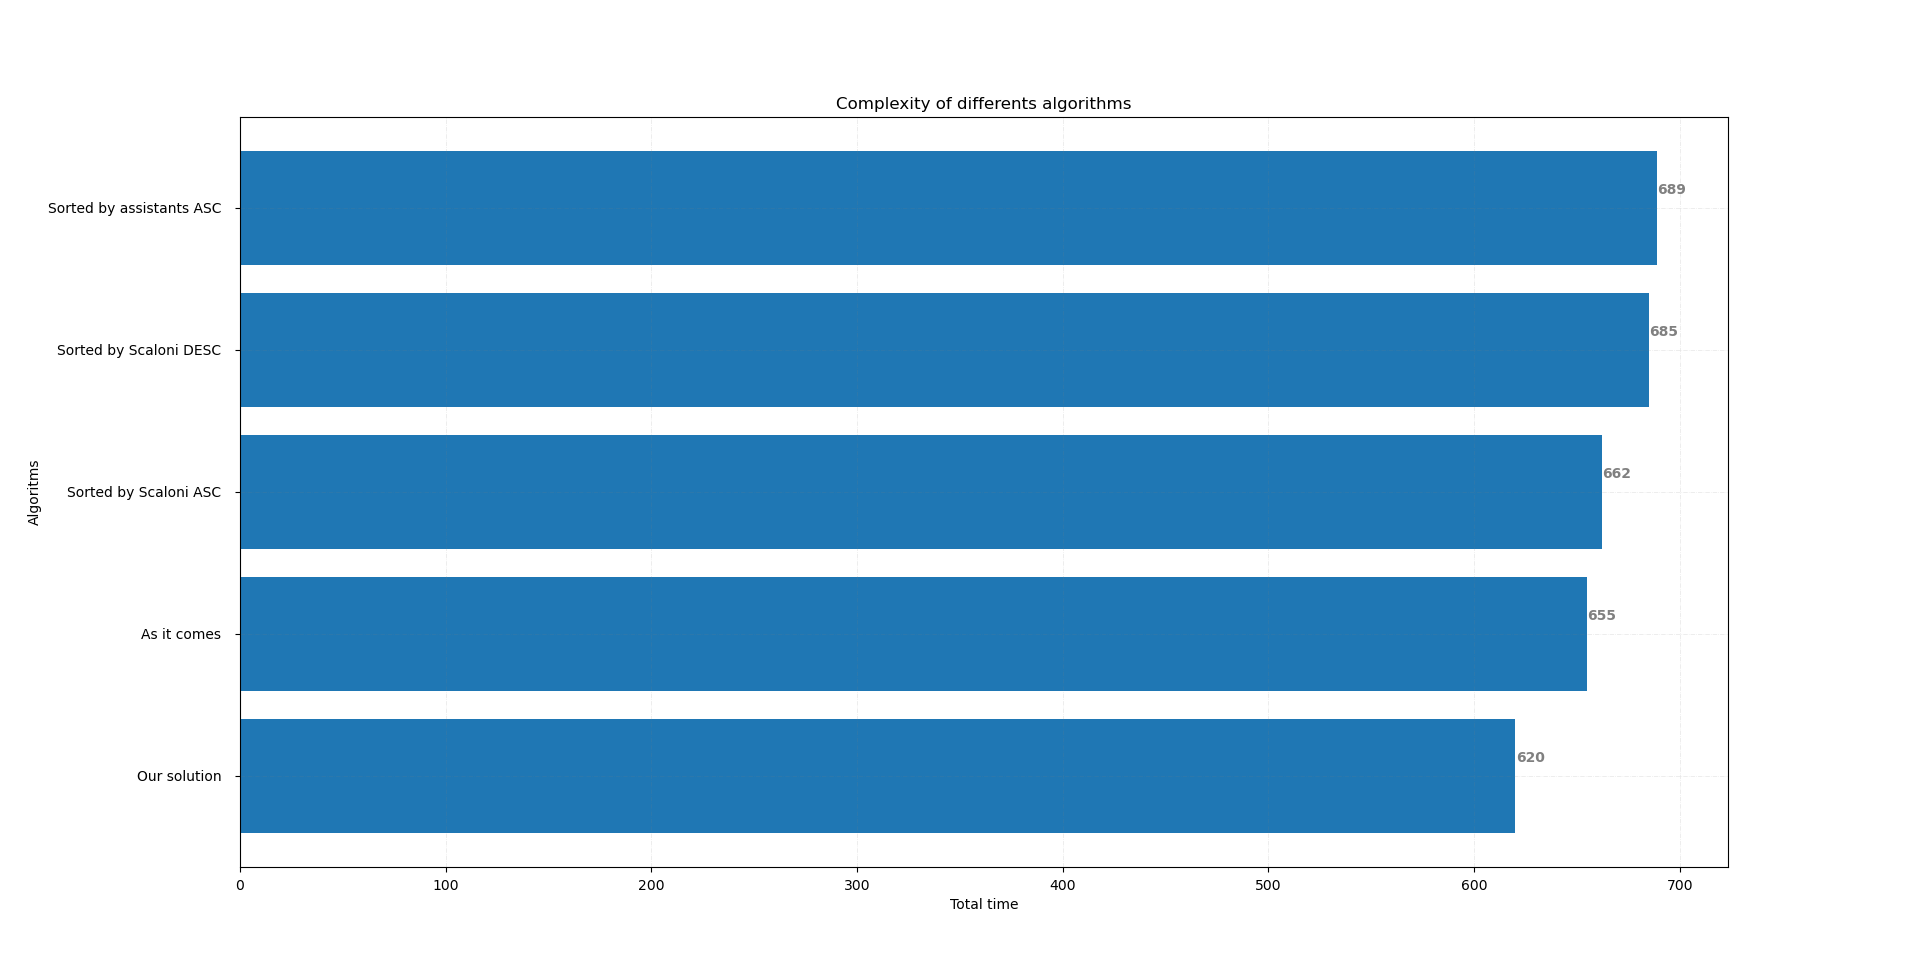 Complexity of differents algorithms
Sorted by assistants ASC
689
Sorted by Scaloni DESC
685
Sorted by Scaloni ASC
662
As it comes
655
Our solution
620
Algoritms
0 100 200 300 400 500 600 700
Total time